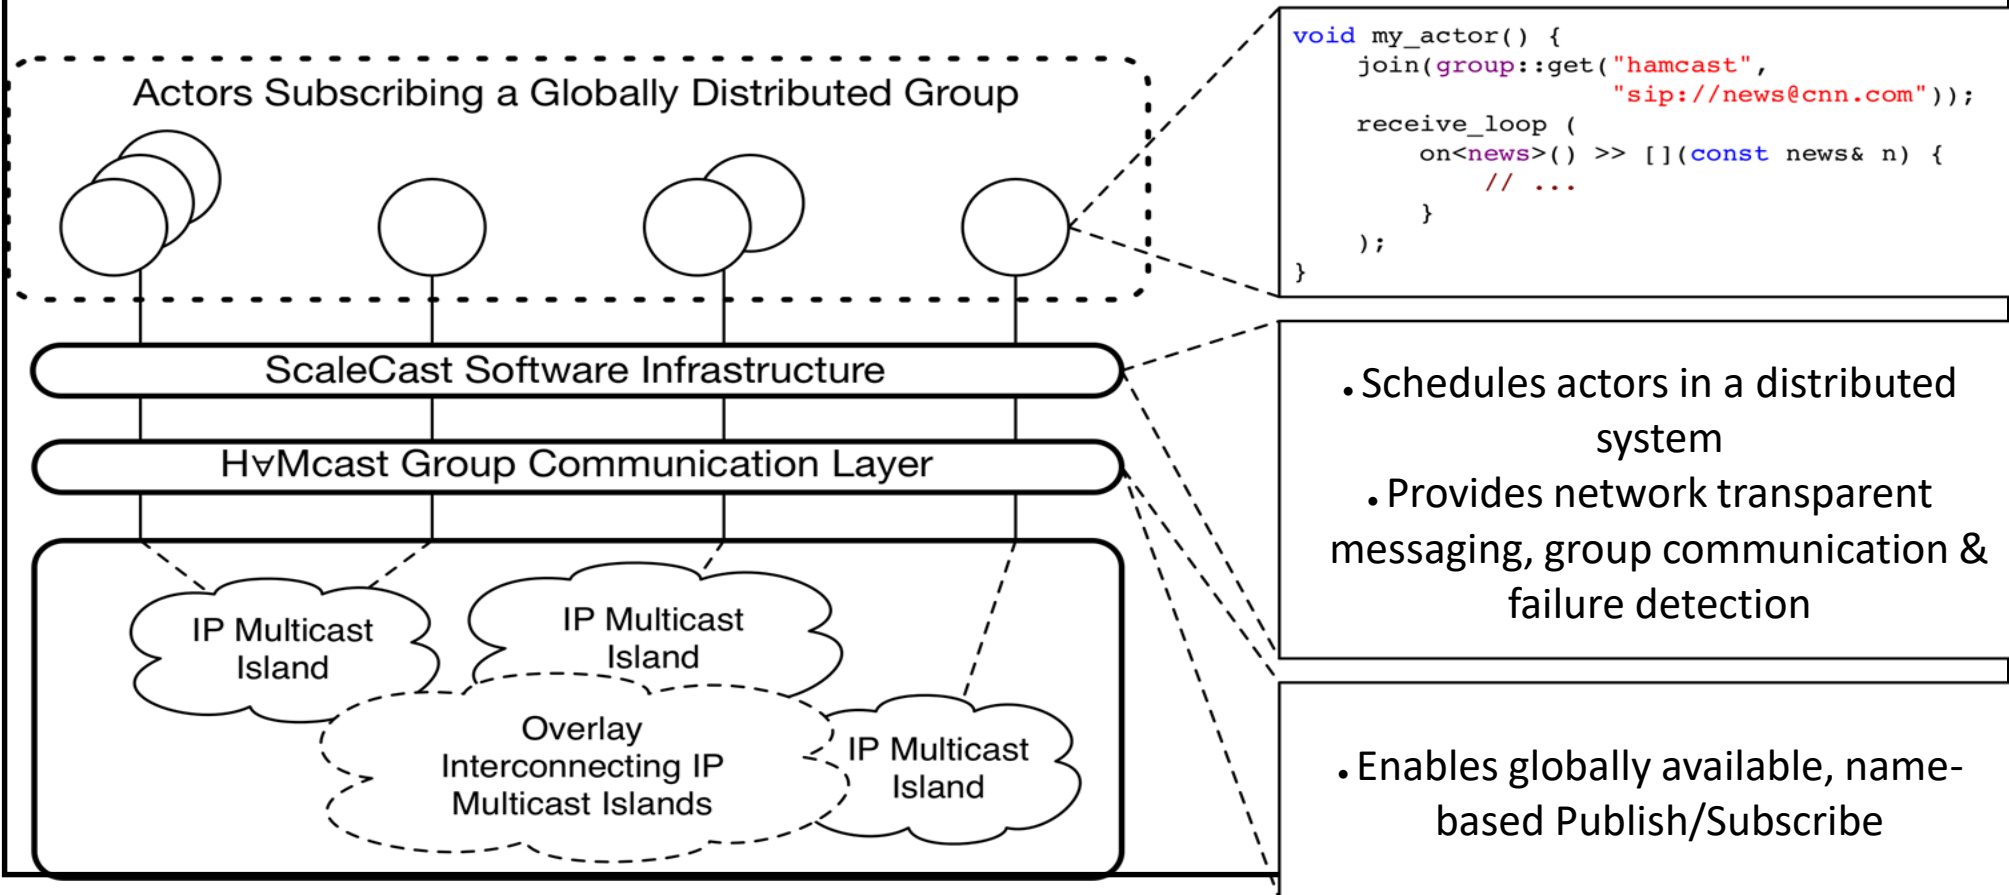 Actors Subscribing a Globally Distributed Group
ScaleCast Software Infrastructure
H∀Mcast Group Communication Layer
IP Multicast
Island
IP Multicast
Island
Overlay
Interconnecting IP
Multicast Islands
IP Multicast
Island
void my_actor() {
    join(group::get("hamcast",
                    "sip://news@cnn.com"));
    receive_loop (
        on<news>() >> [](const news& n) {
            // ...
        }
    );
}
• Schedules actors in a distributed
system
• Provides network transparent
messaging, group communication &
failure detection
• Enables globally available, name-
based Publish/Subscribe